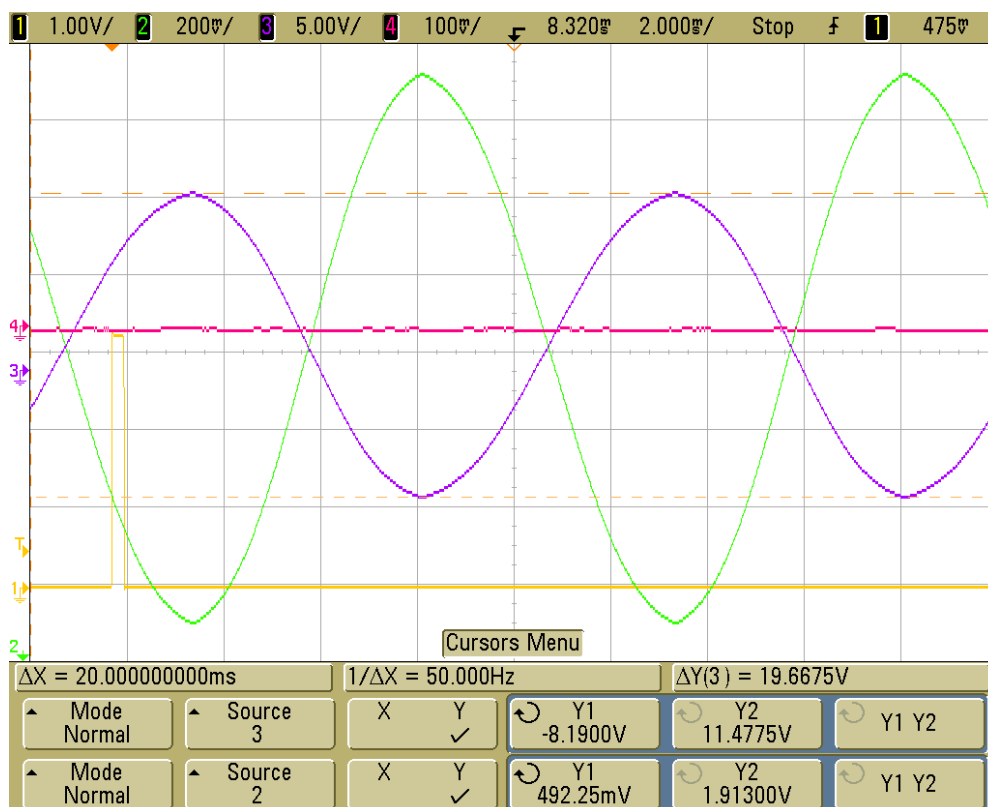 1 1.00V/ 2 200mV/ 3 5.00V/ 4 100mV/ 8.320ms 2.000ms/ Stop 1 475mV
4
3
T
1
2
Cursors Menu
ΔX = 20.000000000ms 1/ΔX = 50.000Hz ΔY(3) = 19.6675V
Mode Source X Y Y1 Y2 Y1 Y2
Normal 3 ✓ -8.1900V 11.4775V
Mode Source X Y Y1 Y2 Y1 Y2
Normal 2 ✓ 492.25mV 1.91300V